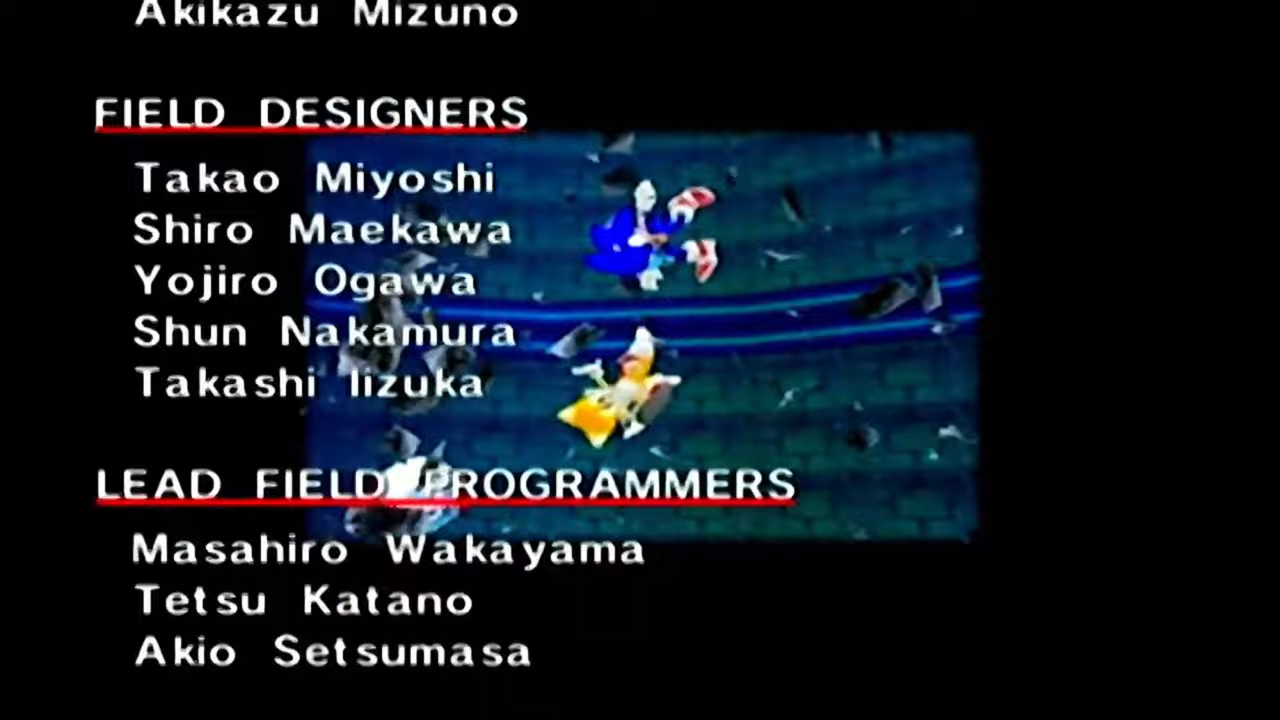 Akikazu Mizuno
FIELD DESIGNERS
Takao Miyoshi
Shiro Maekawa
Yojiro Ogawa
Shun Nakamura
Takashi Iizuka
LEAD FIELD PROGRAMMERS
Masahiro Wakayama
Tetsu Katano
Akio Setsumasa